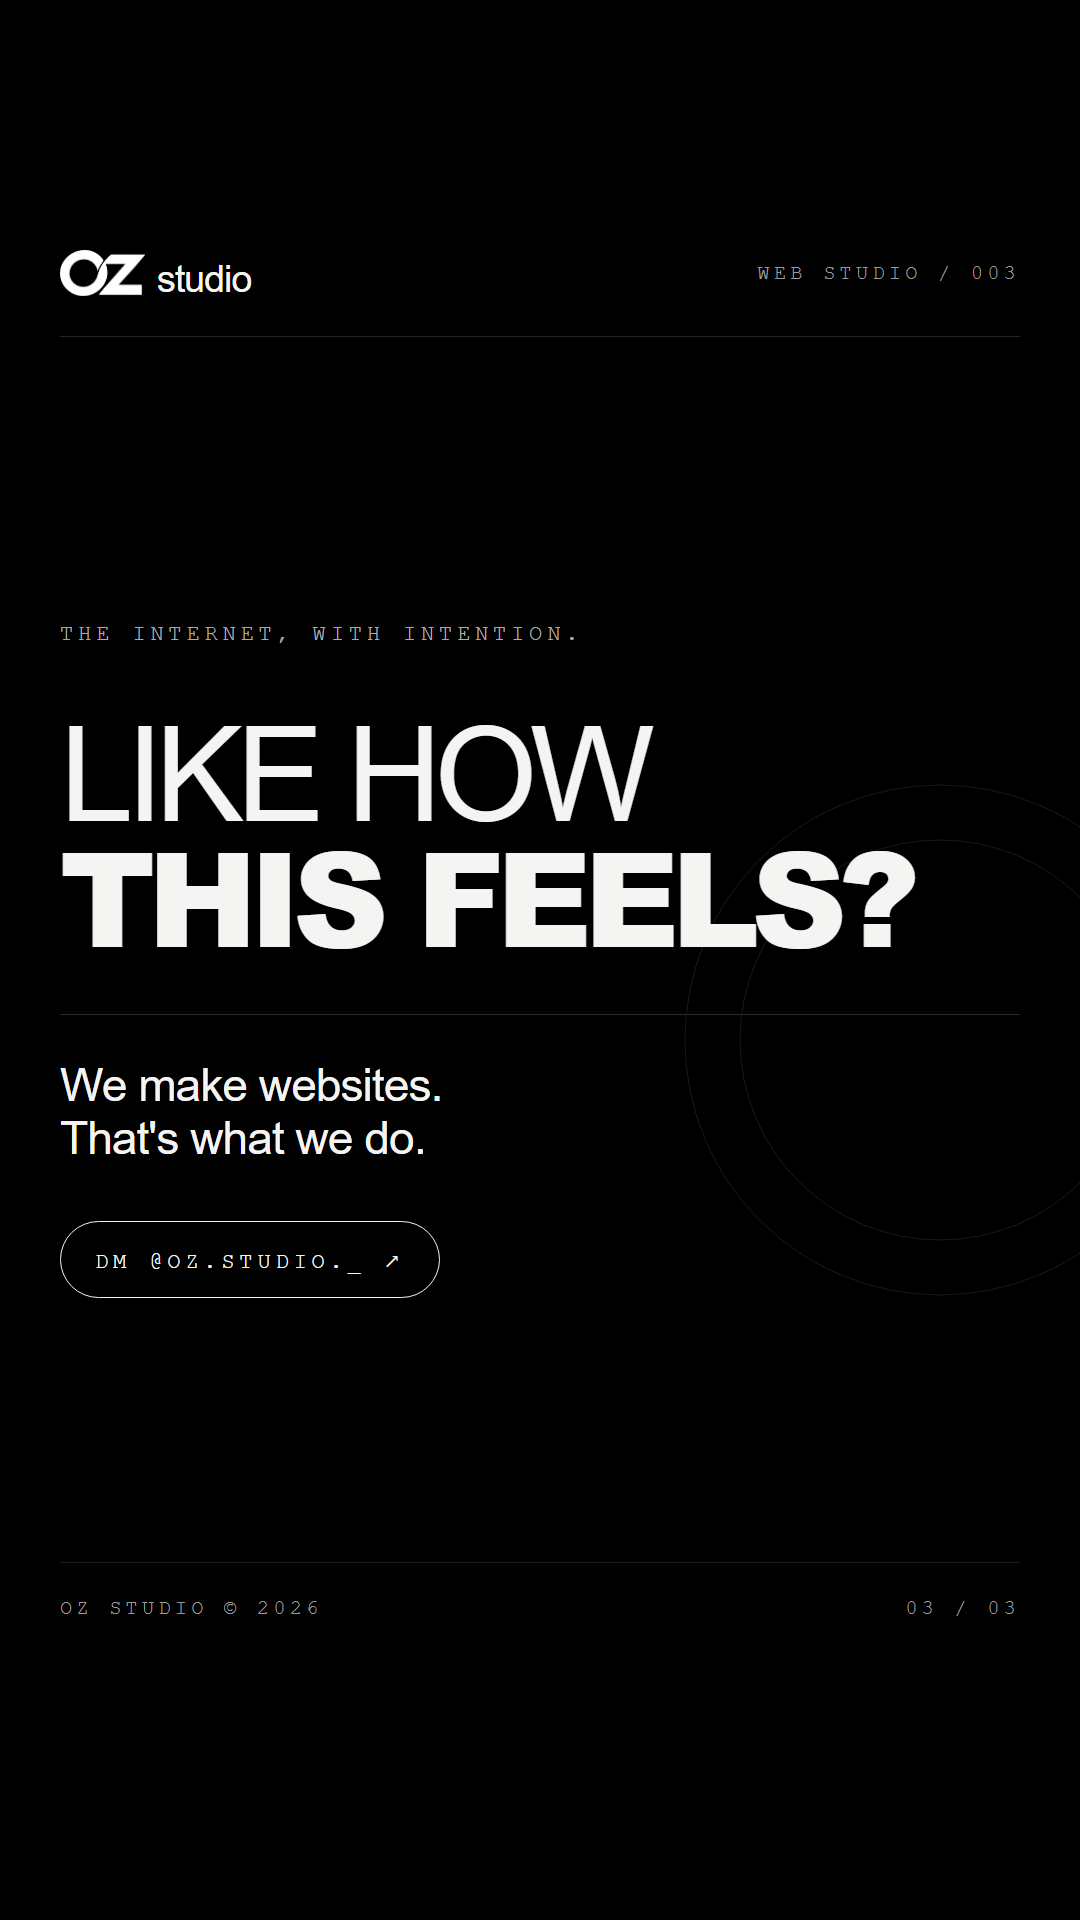 OZ studio
WEB STUDIO / 003
THE INTERNET, WITH INTENTION.
LIKE HOW
THIS FEELS?
We make websites.
That's what we do.
DM @OZ.STUDIO._ ↗
OZ STUDIO © 2026
03 / 03